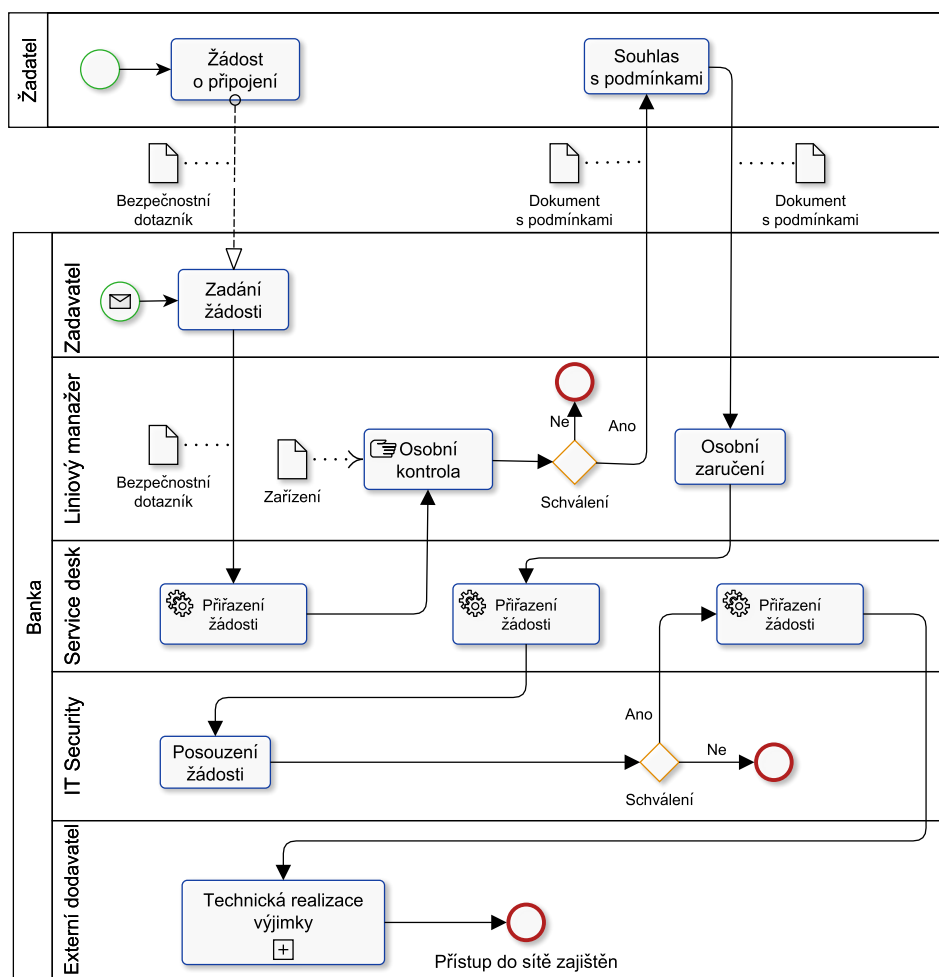 Žadatel
Žádost
o připojení
Souhlas
s podmínkami
Bezpečnostní
dotazník
Dokument
s podmínkami
Dokument
s podmínkami
Banka
Zadavatel
Zadání
žádosti
Liniový manažer
Bezpečnostní
dotazník
Zařízení
Osobní
kontrola
Ne
Ano
Schválení
Osobní
zaručení
Service desk
Přiřazení
žádosti
Přiřazení
žádosti
Přiřazení
žádosti
IT Security
Posouzení
žádosti
Ano
Ne
Schválení
Externí dodavatel
Technická realizace
výjimky
Přístup do sítě zajištěn